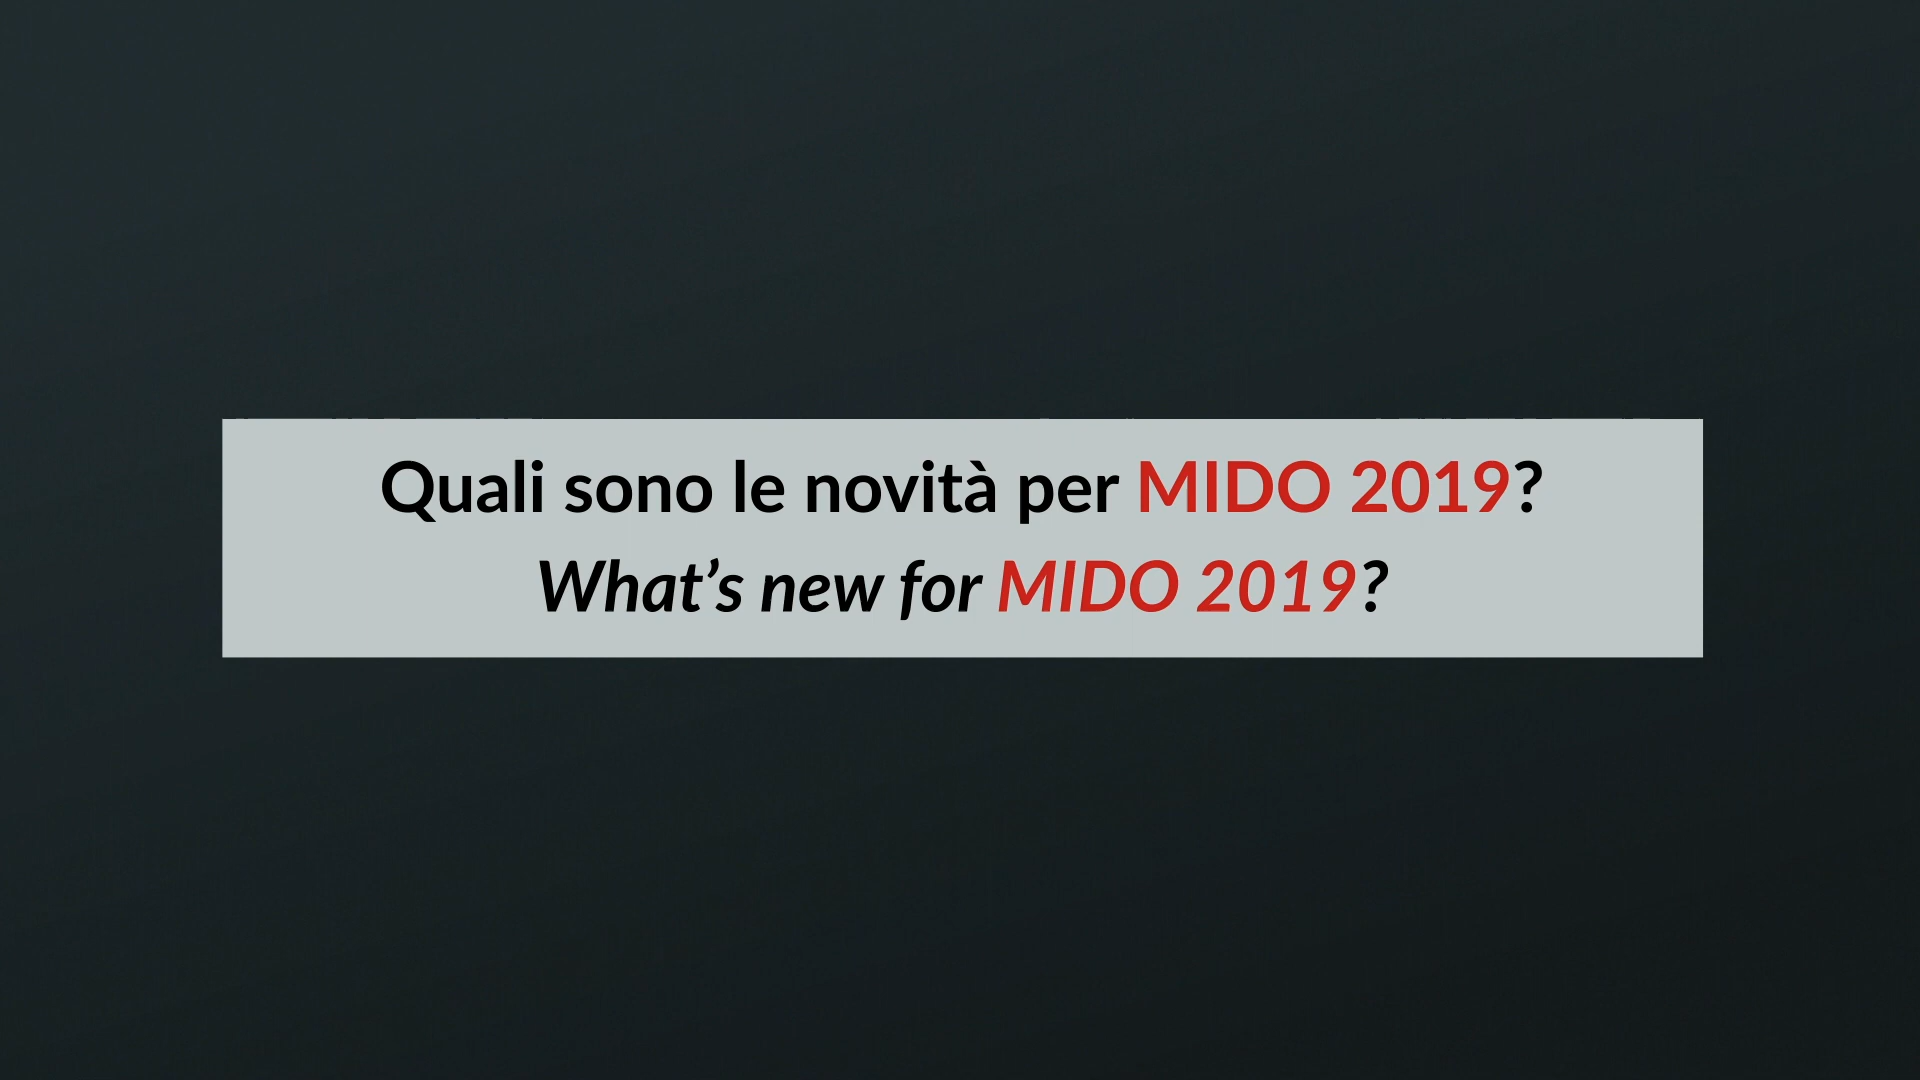 Quali sono le novità per MIDO 2019?
What’s new for MIDO 2019?